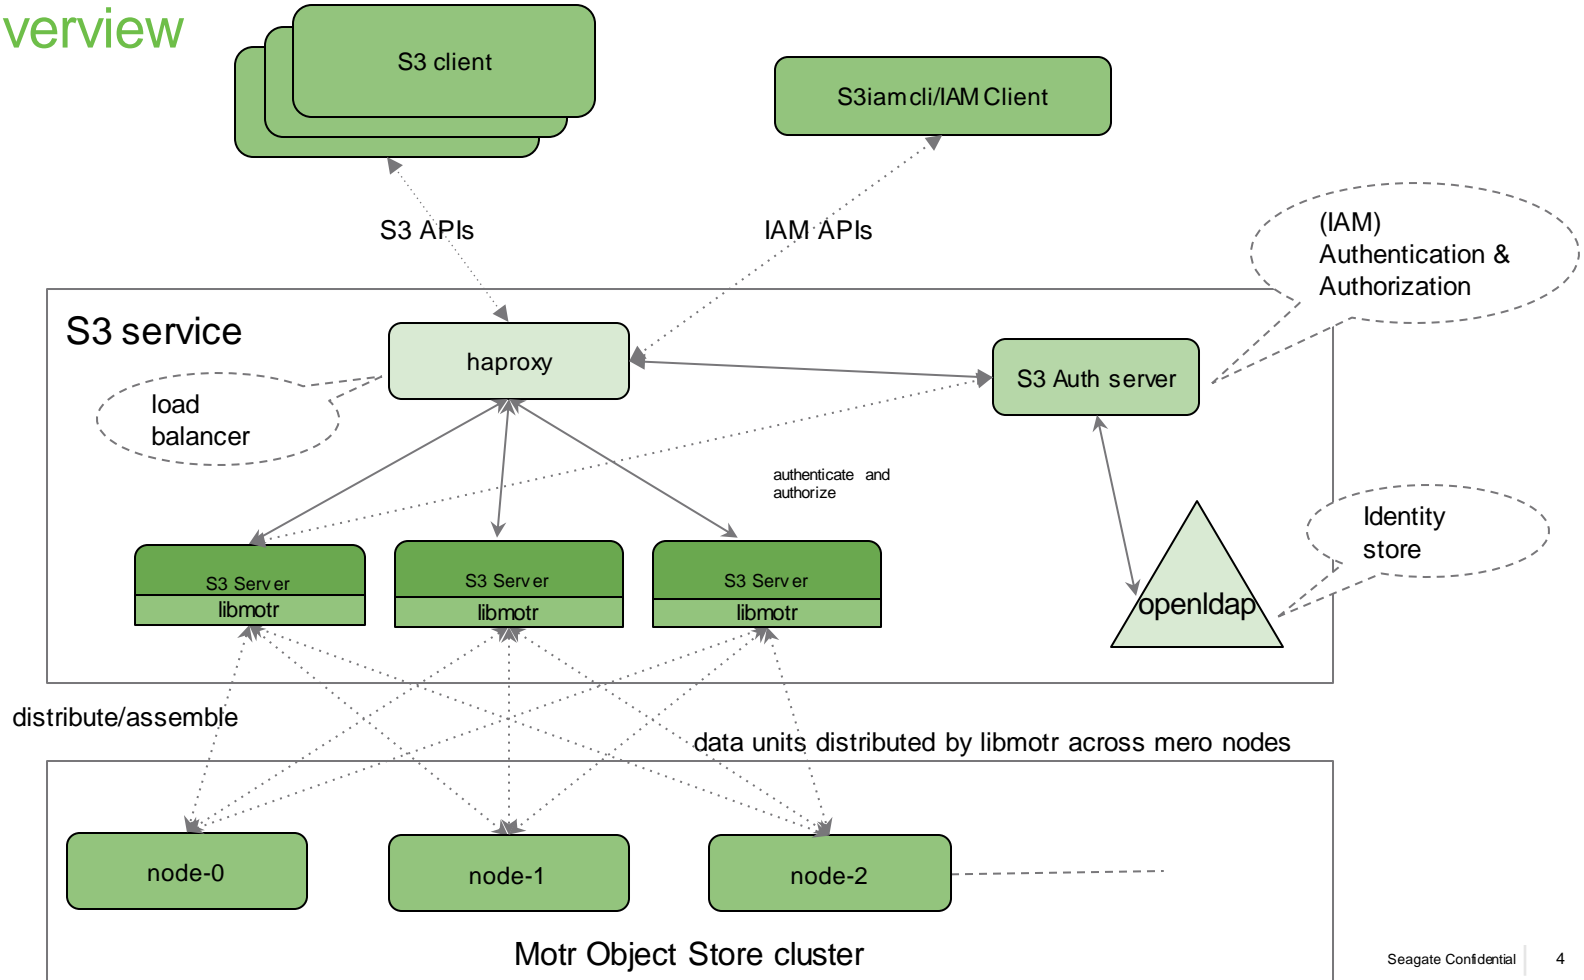 verview
S3 client
S3iamcli/IAM Client
S3 APIs
IAM APIs
(IAM)
Authentication &
Authorization
S3 service
haproxy
S3 Auth server
load
balancer
authenticate and
authorize
Identity
store
S3 Server
libmotr
S3 Server
libmotr
S3 Server
libmotr
openldap
distribute/assemble
data units distributed by libmotr across mero nodes
node-0
node-1
node-2
Motr Object Store cluster
Seagate Confidential
4